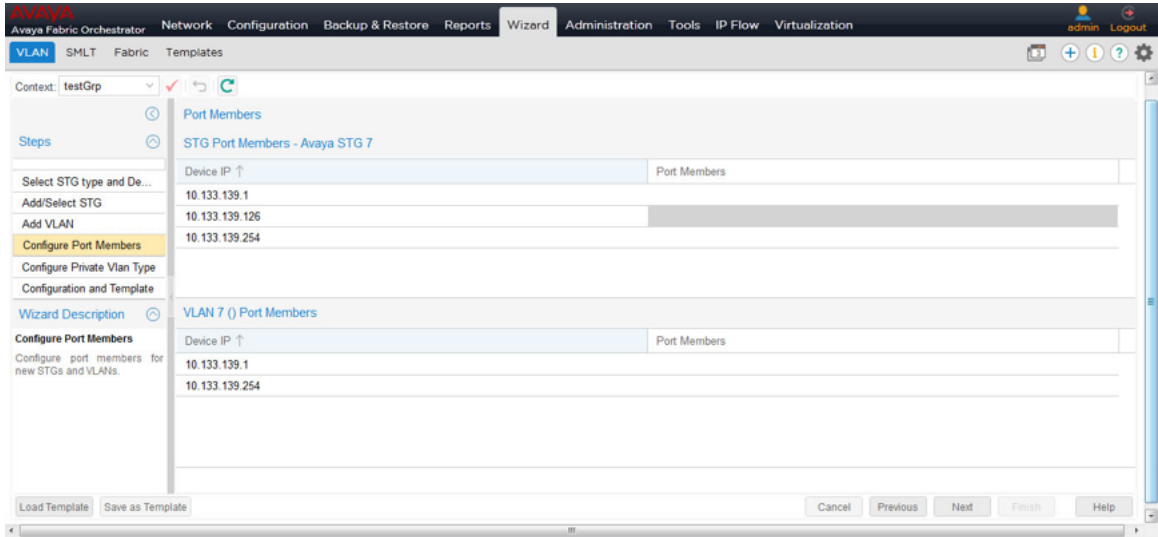 AVAYA
Avaya Fabric Orchestrator
Network Configuration Backup & Restore Reports Wizard Administration Tools IP Flow Virtualization
admin Logout
VLAN SMLT Fabric Templates
Context: testGrp
Port Members
Steps
STG Port Members - Avaya STG 7
Device IP ↑ Port Members
Select STG type and De...
10.133.139.1
Add/Select STG
10.133.139.126
Add VLAN
10.133.139.254
Configure Port Members
Configure Private Vlan Type
Configuration and Template
Wizard Description
VLAN 7 () Port Members
Configure Port Members
Device IP ↑ Port Members
Configure port members for
new STGs and VLANs.
10.133.139.1
10.133.139.254
Load Template Save as Template Cancel Previous Next Finish Help